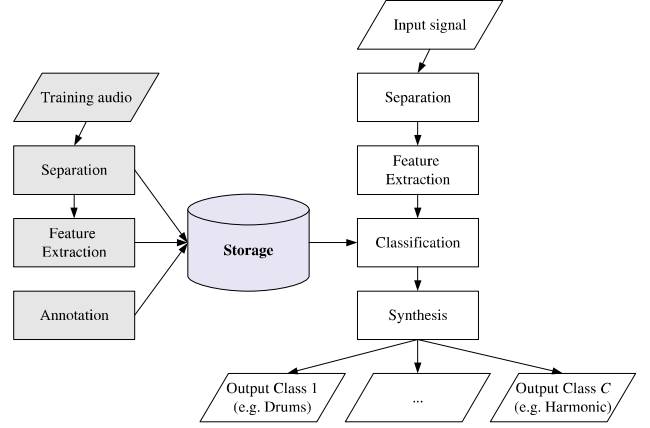 Input signal
Training audio
Separation
Separation
Feature
Extraction
Feature
Extraction
Storage
Classification
Annotation
Synthesis
Output Class 1
(e.g. Drums)
...
Output Class C
(e.g. Harmonic)